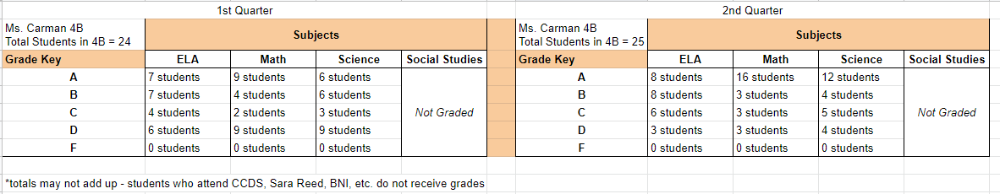 1st Quarter 2nd Quarter
Ms. Carman 4B Ms. Carman 4B
Total Students in 4B = 24 Subjects Total Students in 4B = 25 Subjects
Grade Key ELA Math Science Social Studies Grade Key ELA Math Science Social Studies
A 7 students 9 students 6 students A 8 students 16 students 12 students
B 7 students 4 students 6 students B 8 students 3 students 4 students
C 4 students 2 students 3 students Not Graded C 6 students 3 students 5 students Not Graded
D 6 students 9 students 9 students D 3 students 3 students 4 students
F 0 students 0 students 0 students F 0 students 0 students 0 students
*totals may not add up - students who attend CCDS, Sara Reed, BNI, etc. do not receive grades